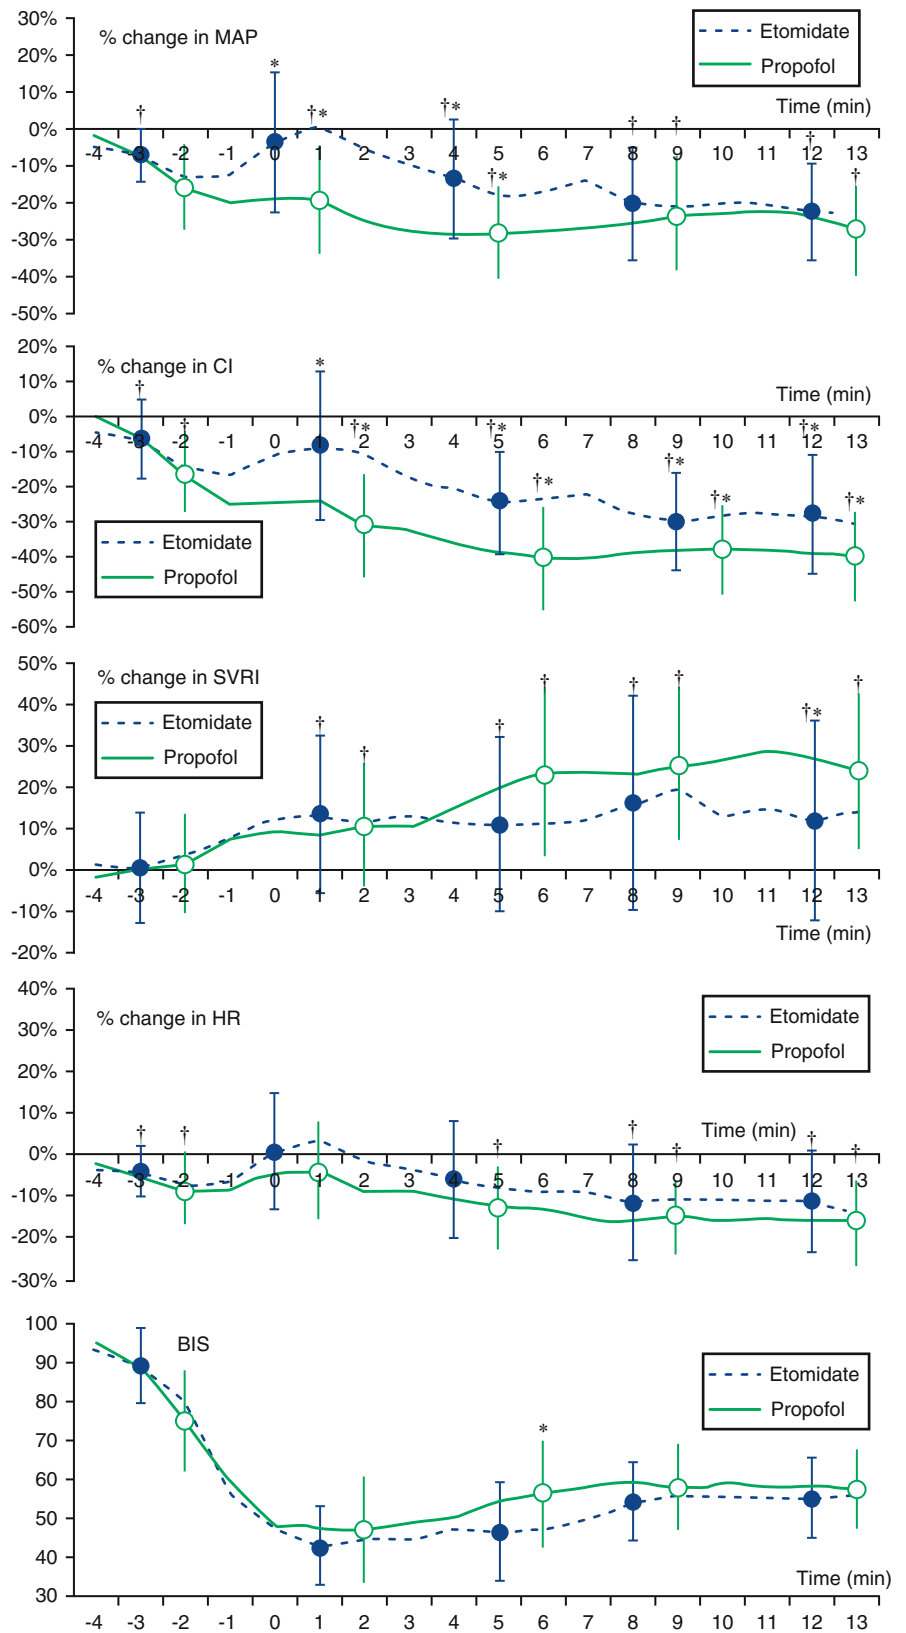 30%
% change in MAP
Etomidate
20%
Propofol
*
10%
Time (min)
† †* †* † †
0%
-4 -3 -2 -1 0 1 2 3 4 5 6 7 8 9 10 11 12 13
†
-10%
†* †
-20%
-30%
-40%
-50%
20%
% change in CI *
10%
Time (min)
†
0%
† †* †* †*
-4 -3 -2 -1 0 1 2 3 4 5 6 7 8 9 10 11 12 13
-10%
†*
-20%
†* †* †*
-30%
Etomidate
-40%
Propofol
-50%
-60%
50%
% change in SVRI
† † † †
40%
Etomidate
† † †*
30%
Propofol
†
20%
10%
0%
-4 -3 -2 -1 0 1 2 3 4 5 6 7 8 9 10 11 12 13
-10%
Time (min)
-20%
40%
% change in HR
Etomidate
30%
Propofol
20%
10%
Time (min)
† † † † † † †
0%
-4 -3 -2 -1 0 1 2 3 4 5 6 7 8 9 10 11 12 13
-10%
-20%
-30%
100
BIS
90
Etomidate
80
Propofol
70
*
60
50
40
Time (min)
30
-4 -3 -2 -1 0 1 2 3 4 5 6 7 8 9 10 11 12 13